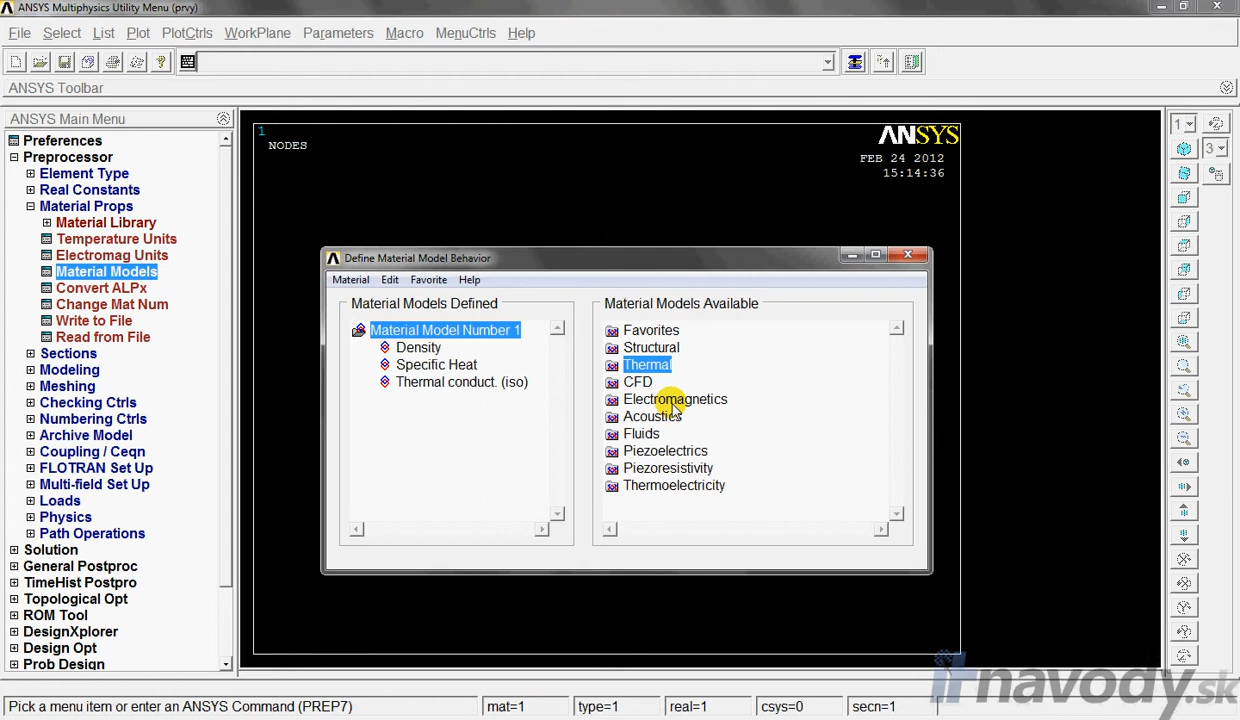 ANSYS Multiphysics Utility Menu (prvy)
File Select List Plot PlotCtrls WorkPlane Parameters Macro MenuCtrls Help
ANSYS Toolbar
ANSYS Main Menu
Preferences
Preprocessor
Element Type
Real Constants
Material Props
Material Library
Temperature Units
Electromag Units
Material Models
Convert ALPx
Change Mat Num
Write to File
Read from File
Sections
Modeling
Meshing
Checking Ctrls
Numbering Ctrls
Archive Model
Coupling / Ceqn
FLOTRAN Set Up
Multi-field Set Up
Loads
Physics
Path Operations
Solution
General Postproc
TimeHist Postpro
Topological Opt
ROM Tool
DesignXplorer
Design Opt
Prob Design
1
NODES
ANSYS
FEB 24 2012
15:14:36
Define Material Model Behavior
Material Edit Favorite Help
Material Models Defined
Material Model Number 1
Density
Specific Heat
Thermal conduct. (iso)
Material Models Available
Favorites
Structural
Thermal
CFD
Electromagnetics
Acoustics
Fluids
Piezoelectrics
Piezoresistivity
Thermoelectricity
1
3
itnavody.sk
Pick a menu item or enter an ANSYS Command (PREP7) mat=1 type=1 real=1 csys=0 secn=1